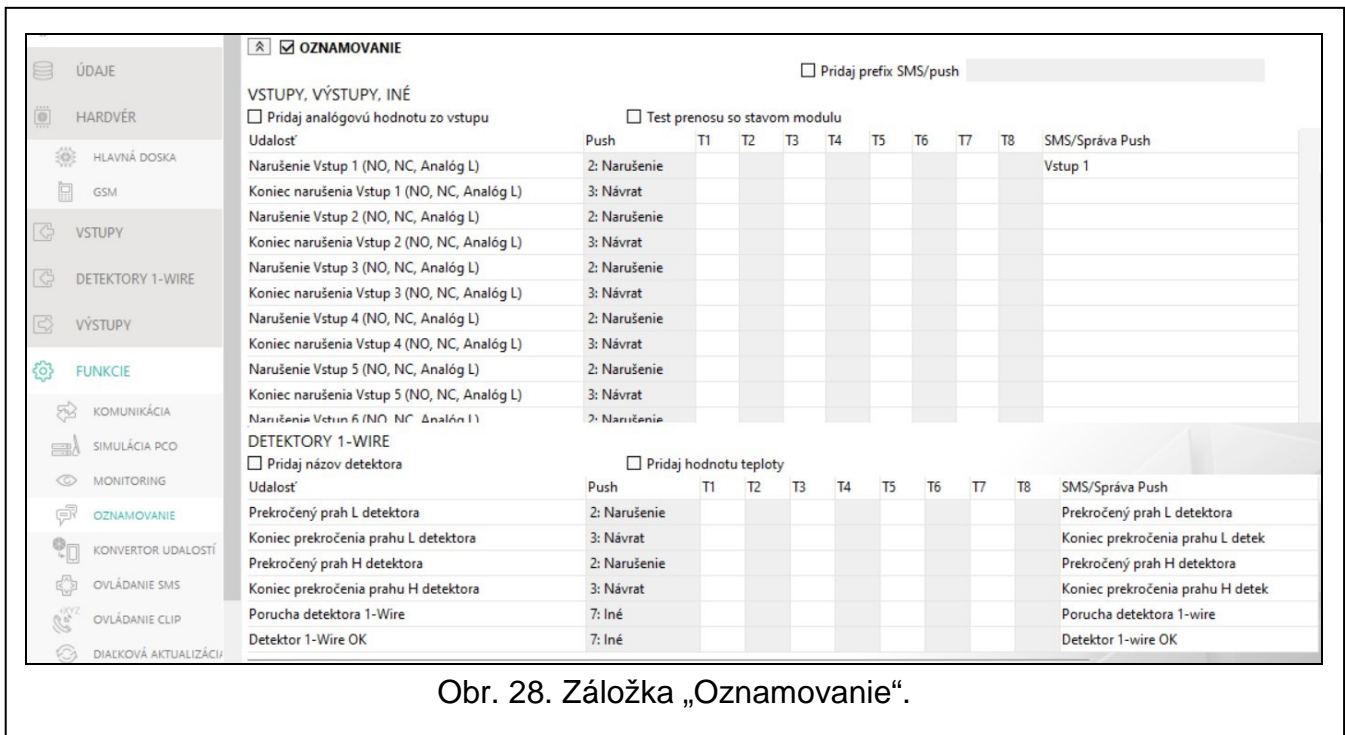 ÚDAJE
HARDVÉR
HLAVNÁ DOSKA
GSM
VSTUPY
DETEKTORY 1-WIRE
VÝSTUPY
FUNKCIE
KOMUNIKÁCIA
SIMULÁCIA PCO
MONITORING
OZNAMOVANIE
KONVERTOR UDALOSTÍ
OVLÁDANIE SMS
OVLÁDANIE CLIP
DIAĽKOVÁ AKTUALIZÁCIA
OZNAMOVANIE
Pridaj prefix SMS/push
VSTUPY, VÝSTUPY, INÉ
Pridaj analógovú hodnotu zo vstupu Test prenosu so stavom modulu
Udalosť Push T1 T2 T3 T4 T5 T6 T7 T8 SMS/Správa Push
Narušenie Vstup 1 (NO, NC, Analóg L) 2: Narušenie Vstup 1
Koniec narušenia Vstup 1 (NO, NC, Analóg L) 3: Návrat
Narušenie Vstup 2 (NO, NC, Analóg L) 2: Narušenie
Koniec narušenia Vstup 2 (NO, NC, Analóg L) 3: Návrat
Narušenie Vstup 3 (NO, NC, Analóg L) 2: Narušenie
Koniec narušenia Vstup 3 (NO, NC, Analóg L) 3: Návrat
Narušenie Vstup 4 (NO, NC, Analóg L) 2: Narušenie
Koniec narušenia Vstup 4 (NO, NC, Analóg L) 3: Návrat
Narušenie Vstup 5 (NO, NC, Analóg L) 2: Narušenie
Koniec narušenia Vstup 5 (NO, NC, Analóg L) 3: Návrat
Narušenie Vstup 6 (NO, NC, Analóg L) 2: Narušenie
DETEKTORY 1-WIRE
Pridaj názov detektora Pridaj hodnotu teploty
Udalosť Push T1 T2 T3 T4 T5 T6 T7 T8 SMS/Správa Push
Prekročený prah L detektora 2: Narušenie Prekročený prah L detektora
Koniec prekročenia prahu L detektora 3: Návrat Koniec prekročenia prahu L detek
Prekročený prah H detektora 2: Narušenie Prekročený prah H detektora
Koniec prekročenia prahu H detektora 3: Návrat Koniec prekročenia prahu H detek
Porucha detektora 1-Wire 7: Iné Porucha detektora 1-wire
Detektor 1-Wire OK 7: Iné Detektor 1-wire OK
Obr. 28. Záložka „Oznamovanie“.